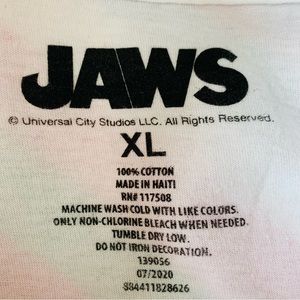 JAWS
© Universal City Studios LLC. All Rights Reserved.
XL
100% COTTON
MADE IN HAITI
RN# 117508
MACHINE WASH COLD WITH LIKE COLORS.
ONLY NON-CHLORINE BLEACH WHEN NEEDED.
TUMBLE DRY LOW.
DO NOT IRON DECORATION.
139056
07/2020
884411828626